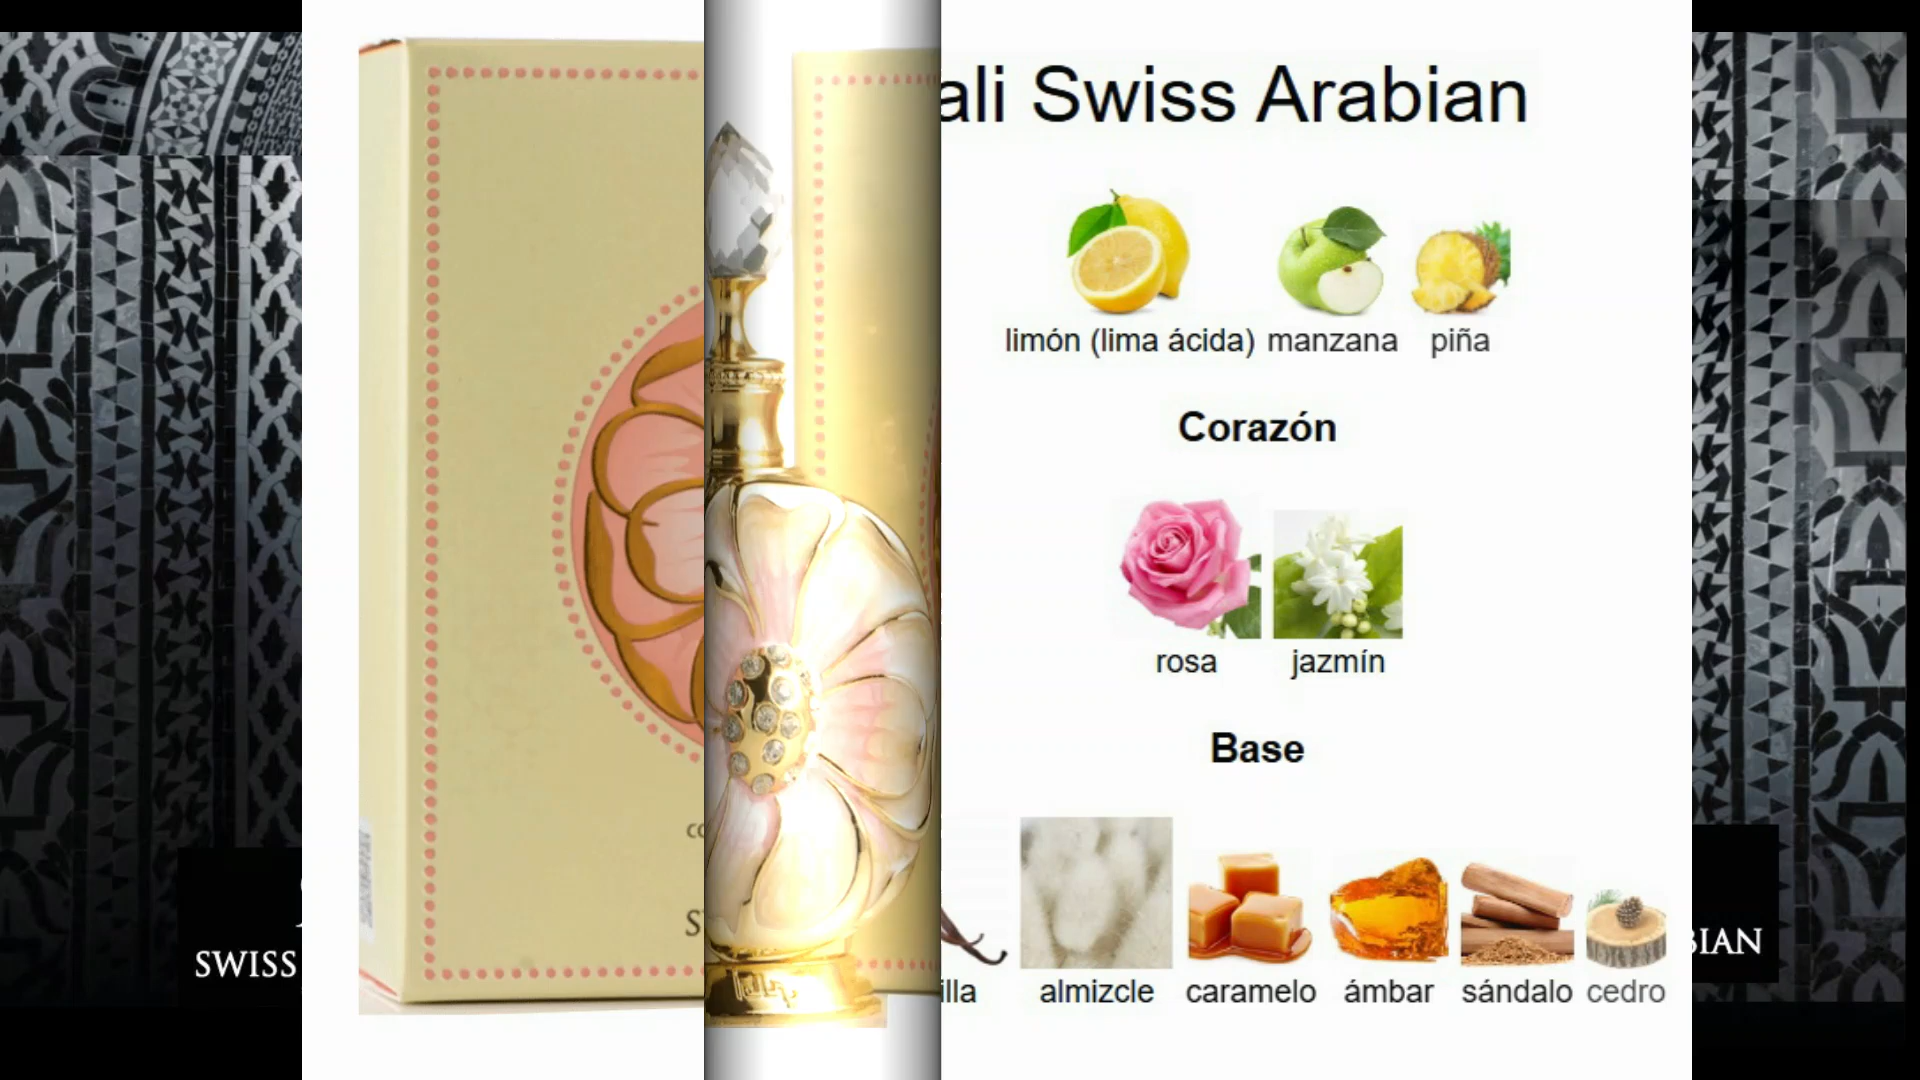 ali Swiss Arabian
limón (lima ácida) manzana piña
Corazón
rosa jazmín
Base
illa almizcle caramelo ámbar sándalo cedro
SWISS
BIAN